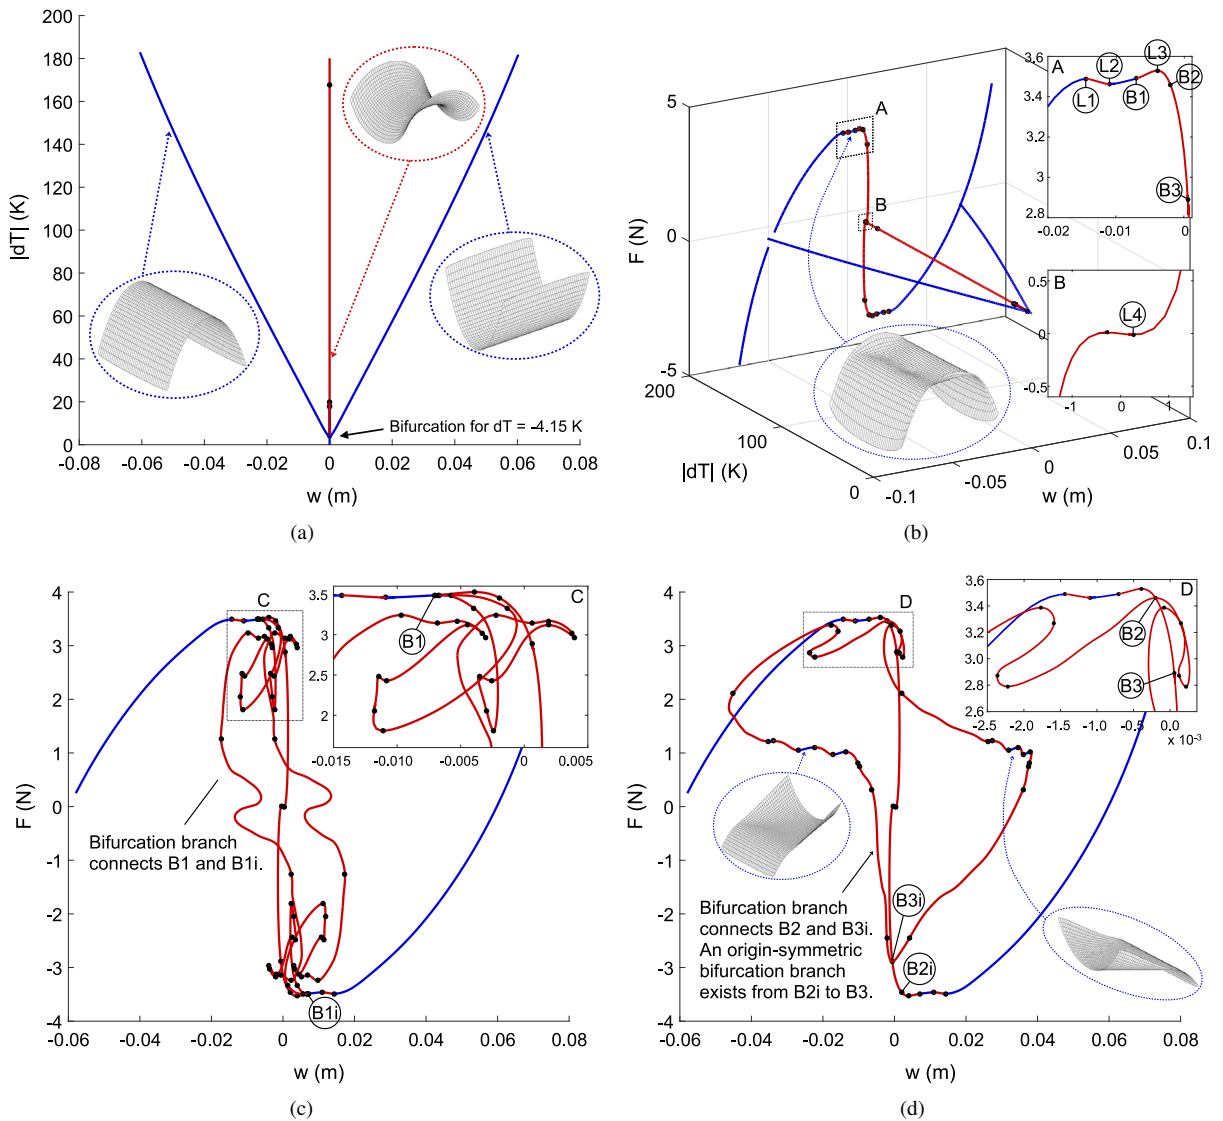 200
180
160
140
120
100
80
60
40
20
0
|dT| (K)
-0.08 -0.06 -0.04 -0.02 0 0.02 0.04 0.06 0.08
w (m)
Bifurcation for dT = -4.15 K
(a)
5
0
-5
F (N)
200
100
0
|dT| (K)
-0.1
-0.05
0
0.05
0.1
w (m)
A
B
A
3.6
3.4
3.2
3
2.8
-0.02 -0.01 0
L1
L2
B1
L3
B2
B3
B
0.5
0
-0.5
-1 0 1
L4
(b)
4
3
2
1
0
-1
-2
-3
-4
F (N)
-0.06 -0.04 -0.02 0 0.02 0.04 0.06 0.08
w (m)
C
C
3.5
3
2.5
2
-0.015 -0.010 -0.005 0 0.005
B1
Bifurcation branch
connects B1 and B1i.
B1i
(c)
4
3
2
1
0
-1
-2
-3
-4
F (N)
-0.06 -0.04 -0.02 0 0.02 0.04 0.06 0.08
w (m)
D
D
3.6
3.4
3.2
3.0
2.8
2.6
-2.5 -2.0 -1.5 -1.0 -0.5 0
x 10⁻³
B2
B3
Bifurcation branch
connects B2 and B3i.
An origin-symmetric
bifurcation branch
exists from B2i to B3.
B3i
B2i
(d)